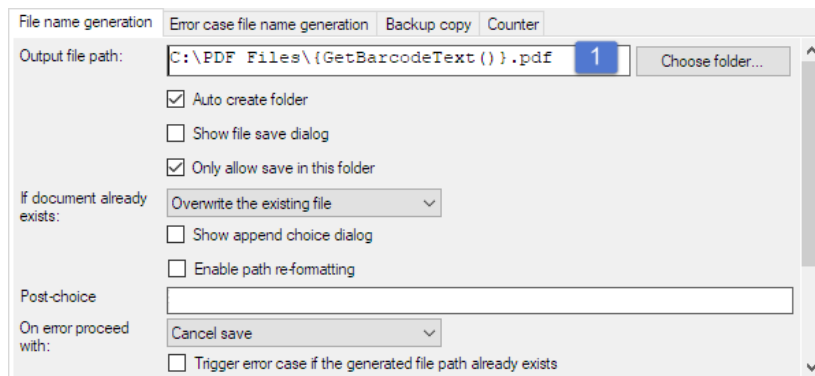 File name generation Error case file name generation Backup copy Counter
Output file path: C:\PDF Files\{GetBarcodeText()}.pdf 1 Choose folder...
Auto create folder
Show file save dialog
Only allow save in this folder
If document already
exists: Overwrite the existing file
Show append choice dialog
Enable path re-formatting
Post-choice
On error proceed
with: Cancel save
Trigger error case if the generated file path already exists